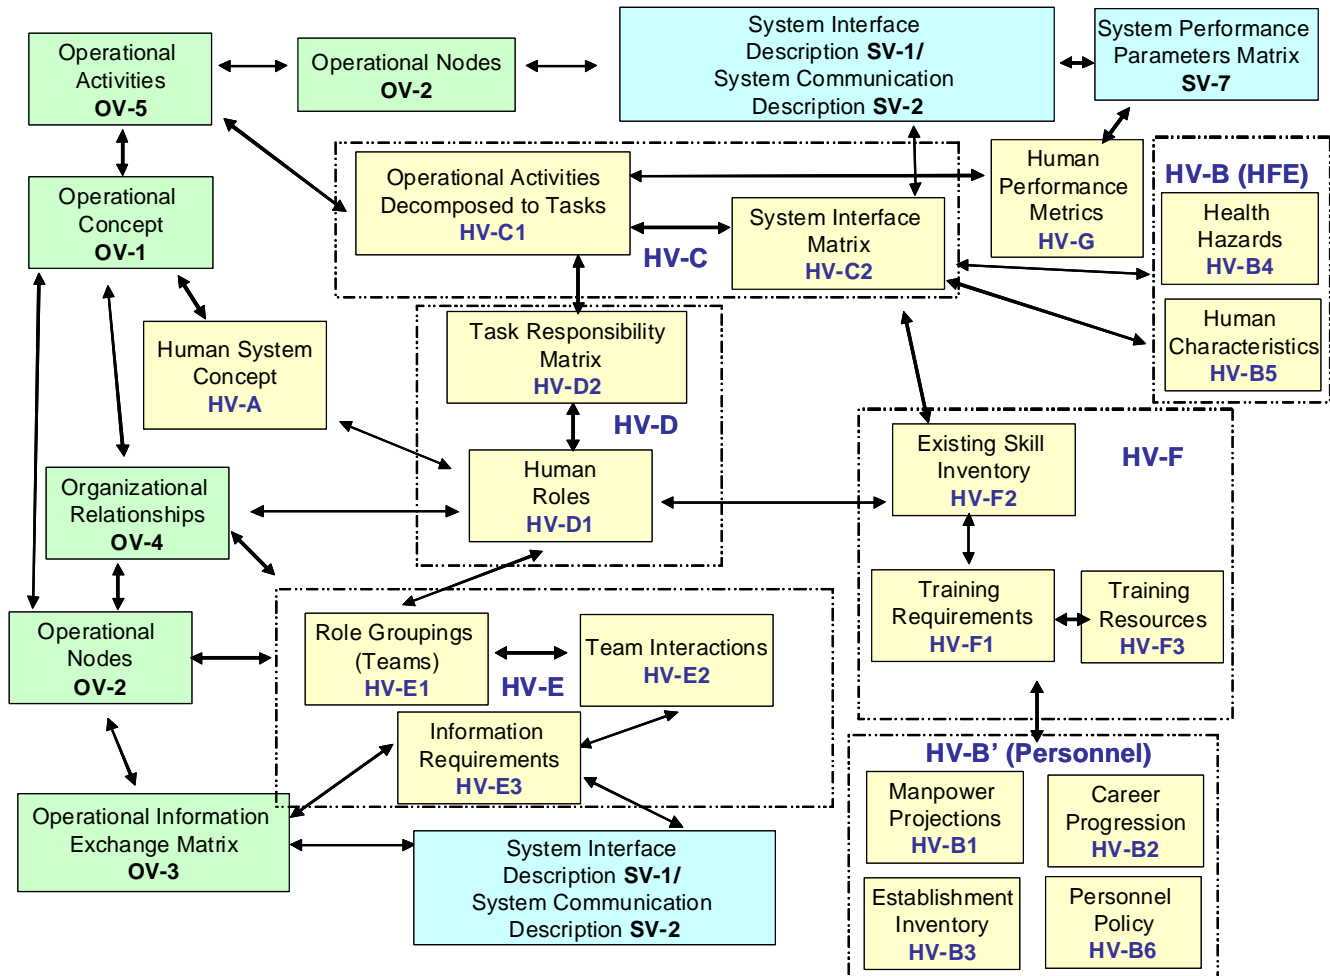 Operational
Activities
OV-5
Operational Nodes
OV-2
System Interface
Description SV-1/
System Communication
Description SV-2
System Performance
Parameters Matrix
SV-7
Operational
Concept
OV-1
Operational Activities
Decomposed to Tasks
HV-C1
HV-C
System Interface
Matrix
HV-C2
Human
Performance
Metrics
HV-G
HV-B (HFE)
Health
Hazards
HV-B4
Human
Characteristics
HV-B5
Human System
Concept
HV-A
Task Responsibility
Matrix
HV-D2
HV-D
Human
Roles
HV-D1
Existing Skill
Inventory
HV-F2
HV-F
Organizational
Relationships
OV-4
Training
Requirements
HV-F1
Training
Resources
HV-F3
Operational
Nodes
OV-2
Role Groupings
(Teams)
HV-E1
HV-E
Team Interactions
HV-E2
Information
Requirements
HV-E3
HV-B’ (Personnel)
Manpower
Projections
HV-B1
Career
Progression
HV-B2
Operational Information
Exchange Matrix
OV-3
System Interface
Description SV-1/
System Communication
Description SV-2
Establishment
Inventory
HV-B3
Personnel
Policy
HV-B6